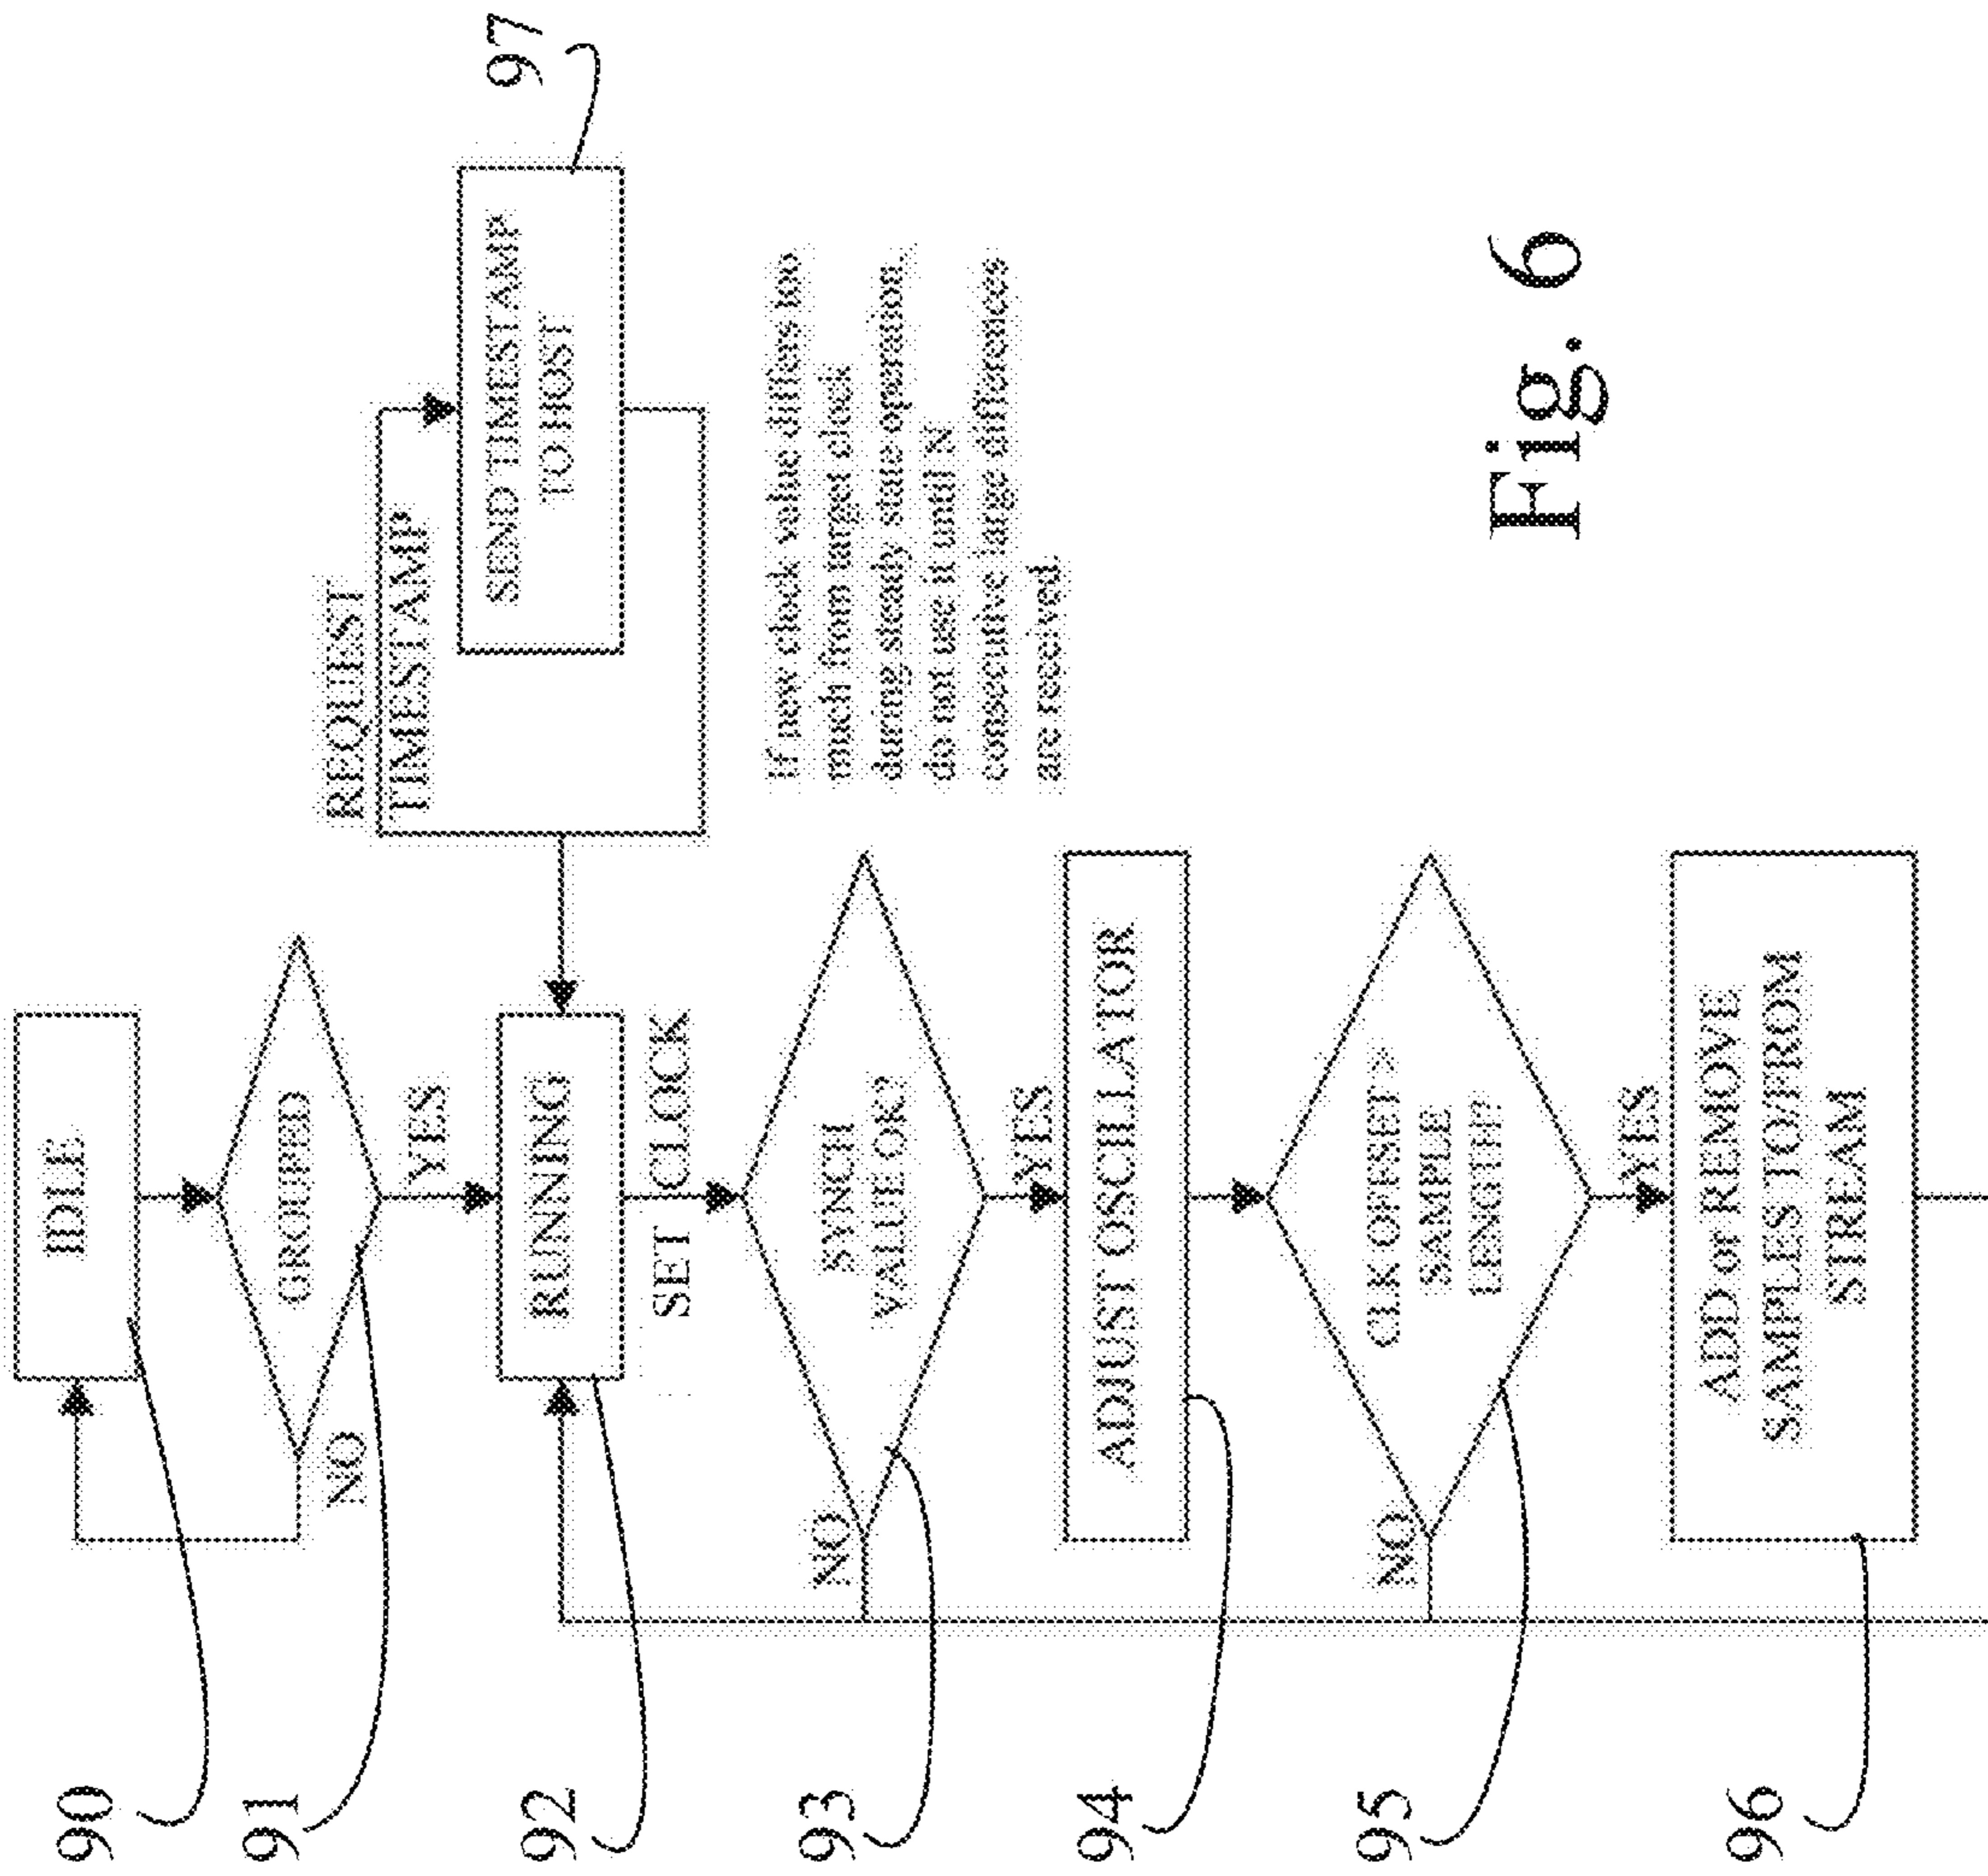 90
IDLE
91
GROUPED
NO
YES
92
RUNNING
REQUEST
TIMESTAMP
SEND TIMESTAMP
TO HOST
97
SET CLOCK
93
SYNCH
VALUE OK?
NO
YES
If new clock value differs too
much from target clock
during steady state operation,
do not use it until N
consecutive large differences
are received.
94
ADJUST OSCILLATOR
95
CLK OFFSET >
SAMPLE
LENGTH?
NO
YES
96
ADD or REMOVE
SAMPLES TO/FROM
STREAM
Fig. 6